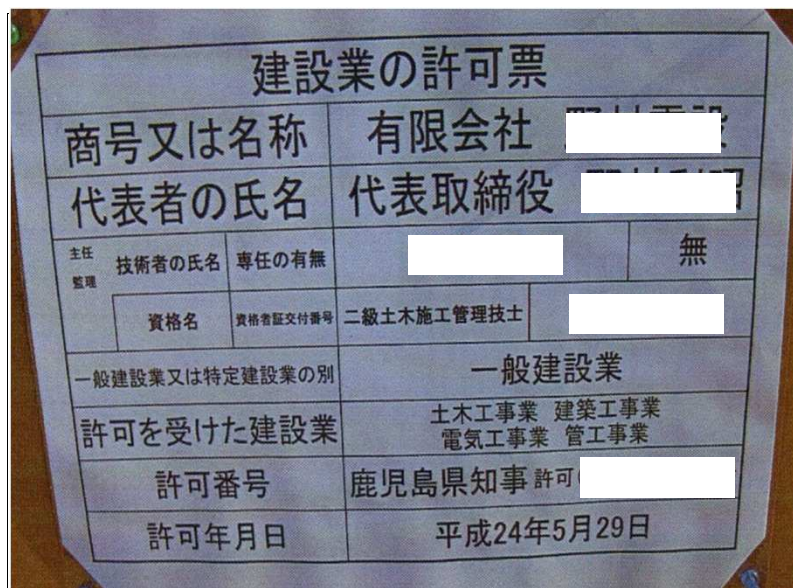 建設業の許可票
商号又は名称 有限会社
代表者の氏名 代表取締役
主任
監理 技術者の氏名 専任の有無 無
資格名 資格者証交付番号 二級土木施工管理技士
一般建設業又は特定建設業の別 一般建設業
許可を受けた建設業 土木工事業 建築工事業
電気工事業 管工事業
許可番号 鹿児島県知事 許可(
許可年月日 平成24年5月29日